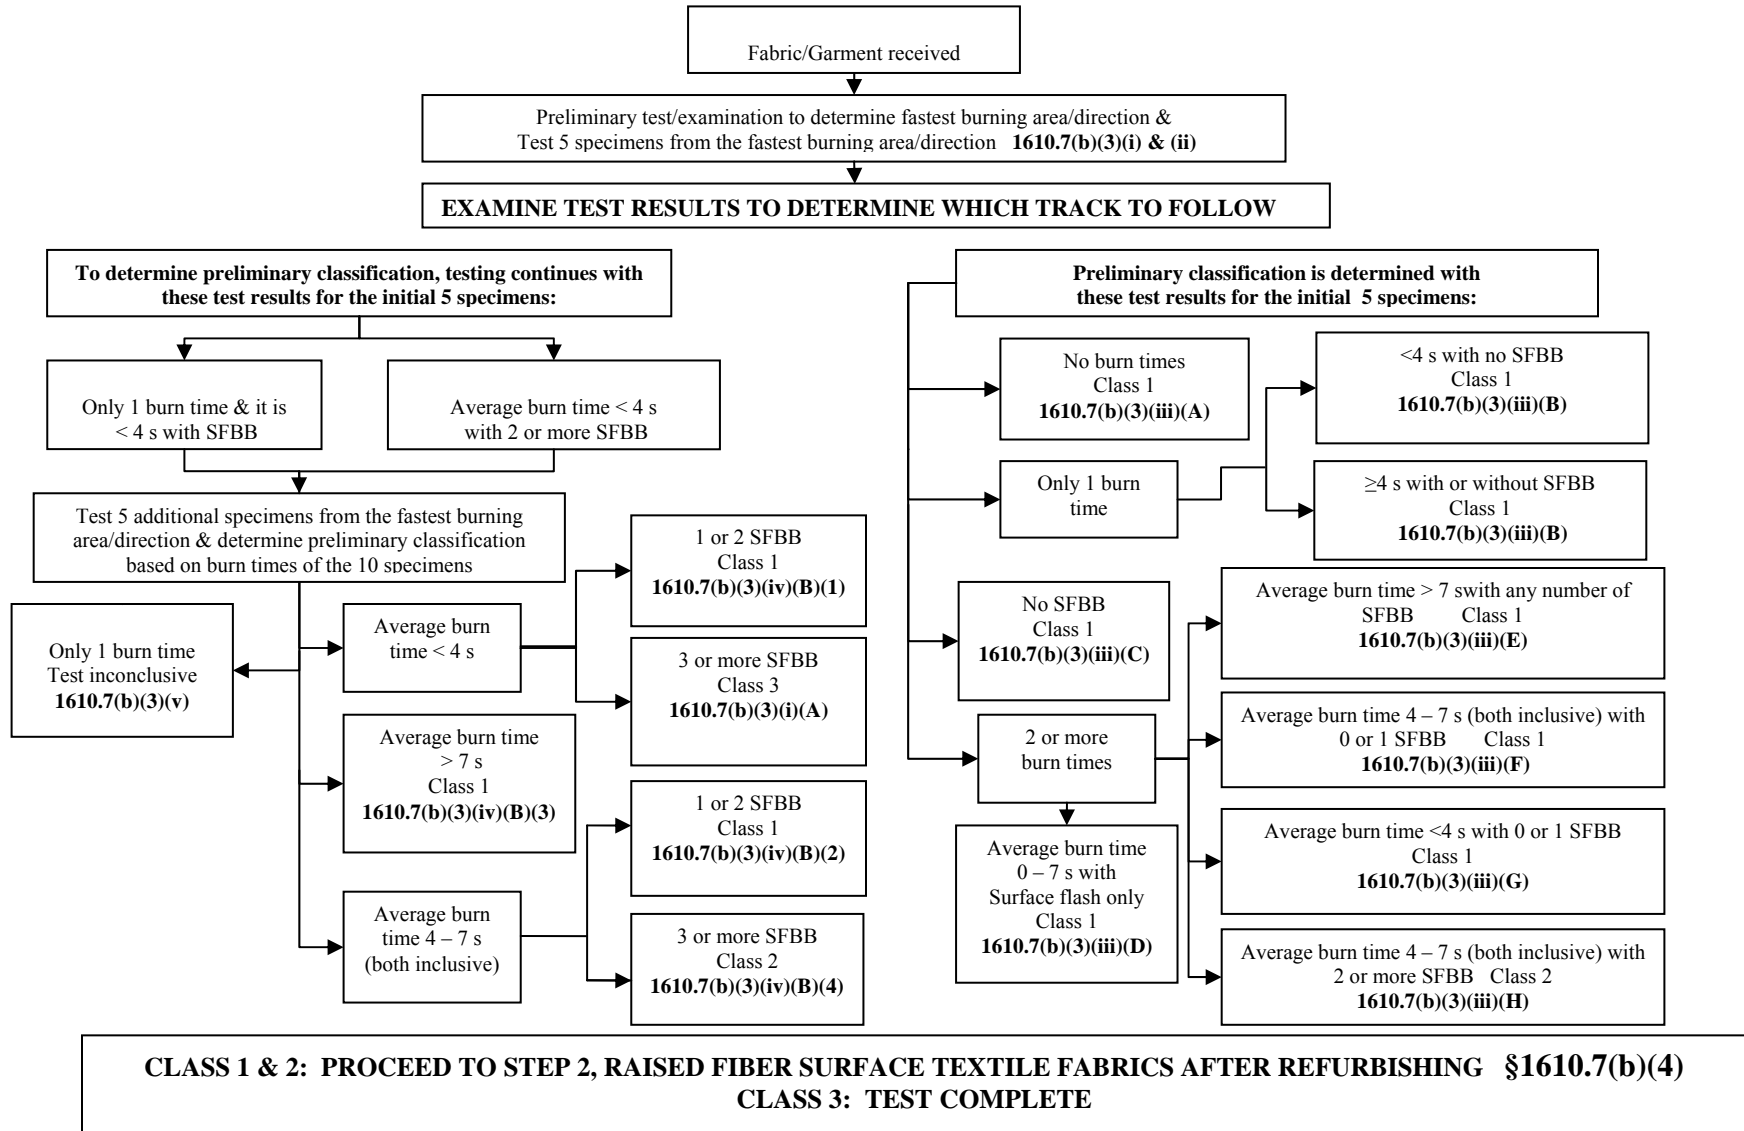 Fabric/Garment received
Preliminary test/examination to determine fastest burning area/direction &
Test 5 specimens from the fastest burning area/direction 1610.7(b)(3)(i) & (ii)
EXAMINE TEST RESULTS TO DETERMINE WHICH TRACK TO FOLLOW
To determine preliminary classification, testing continues with
these test results for the initial 5 specimens:
Only 1 burn time & it is
< 4 s with SFBB
Average burn time < 4 s
with 2 or more SFBB
Test 5 additional specimens from the fastest burning
area/direction & determine preliminary classification
based on burn times of the 10 specimens
Only 1 burn time
Test inconclusive
1610.7(b)(3)(v)
Average burn
time < 4 s
1 or 2 SFBB
Class 1
1610.7(b)(3)(iv)(B)(1)
3 or more SFBB
Class 3
1610.7(b)(3)(i)(A)
Average burn time
> 7 s
Class 1
1610.7(b)(3)(iv)(B)(3)
Average burn
time 4 – 7 s
(both inclusive)
1 or 2 SFBB
Class 1
1610.7(b)(3)(iv)(B)(2)
3 or more SFBB
Class 2
1610.7(b)(3)(iv)(B)(4)
Preliminary classification is determined with
these test results for the initial 5 specimens:
No burn times
Class 1
1610.7(b)(3)(iii)(A)
Only 1 burn
time
<4 s with no SFBB
Class 1
1610.7(b)(3)(iii)(B)
≥4 s with or without SFBB
Class 1
1610.7(b)(3)(iii)(B)
No SFBB
Class 1
1610.7(b)(3)(iii)(C)
2 or more
burn times
Average burn time
0 – 7 s with
Surface flash only
Class 1
1610.7(b)(3)(iii)(D)
Average burn time > 7 swith any number of
SFBB Class 1
1610.7(b)(3)(iii)(E)
Average burn time 4 – 7 s (both inclusive) with
0 or 1 SFBB Class 1
1610.7(b)(3)(iii)(F)
Average burn time <4 s with 0 or 1 SFBB
Class 1
1610.7(b)(3)(iii)(G)
Average burn time 4 – 7 s (both inclusive) with
2 or more SFBB Class 2
1610.7(b)(3)(iii)(H)
CLASS 1 & 2: PROCEED TO STEP 2, RAISED FIBER SURFACE TEXTILE FABRICS AFTER REFURBISHING §1610.7(b)(4)
CLASS 3: TEST COMPLETE